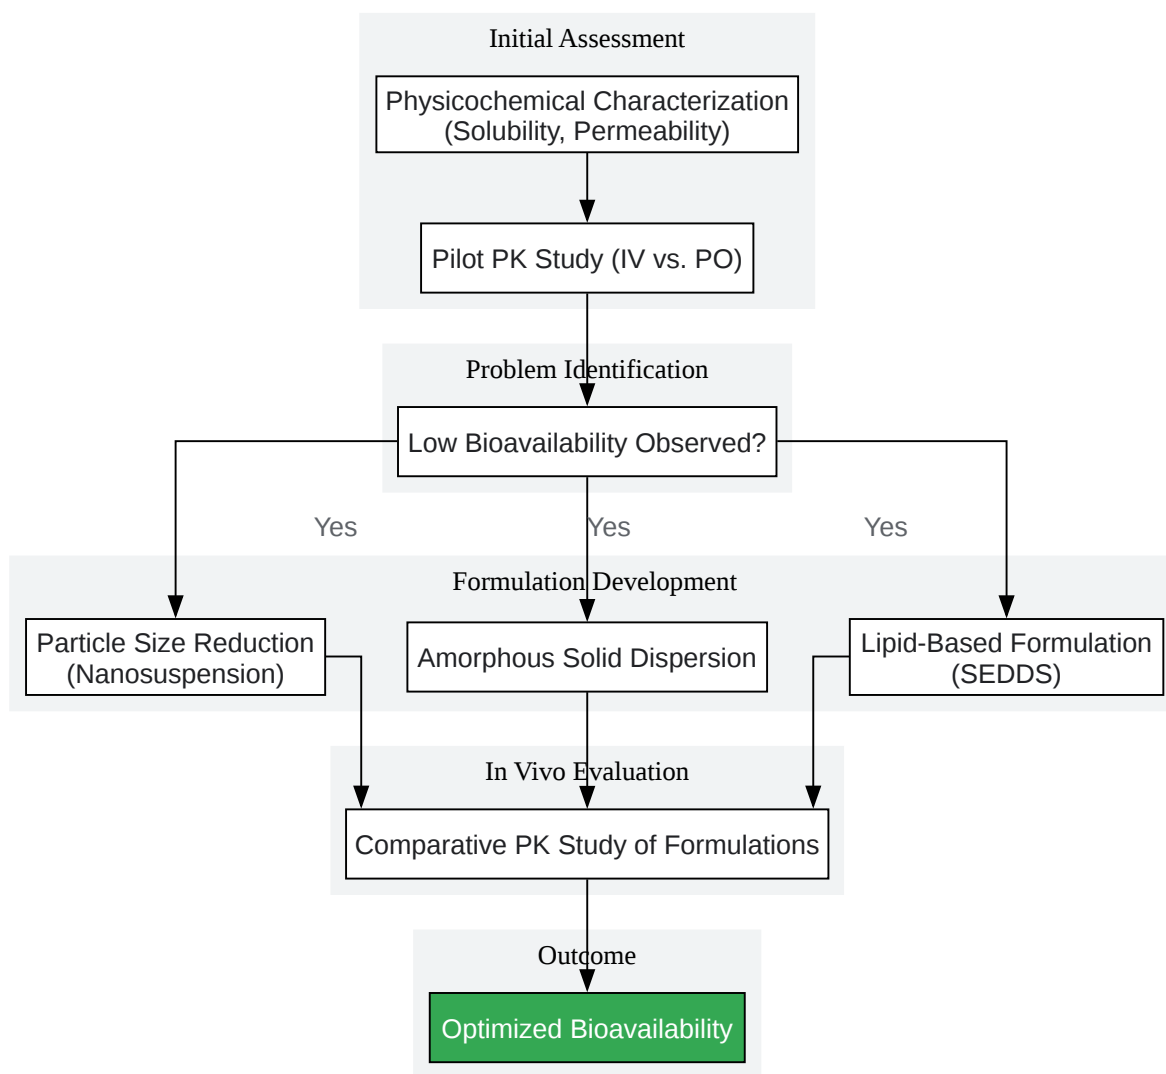 Initial Assessment
Physicochemical Characterization
(Solubility, Permeability)
Pilot PK Study (IV vs. PO)
Problem Identification
Low Bioavailability Observed?
Yes
Yes
Yes
Formulation Development
Particle Size Reduction
(Nanosuspension)
Amorphous Solid Dispersion
Lipid-Based Formulation
(SEDDS)
In Vivo Evaluation
Comparative PK Study of Formulations
Outcome
Optimized Bioavailability